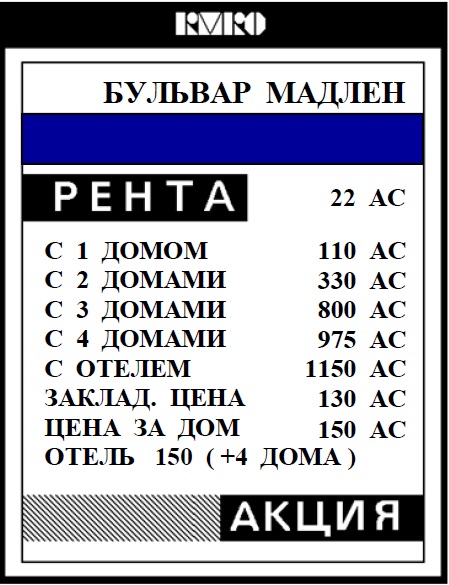 KMKO
БУЛЬВАР МАДЛЕН
РЕНТА 22 АС
С 1 ДОМОМ 110 АС
С 2 ДОМАМИ 330 АС
С 3 ДОМАМИ 800 АС
С 4 ДОМАМИ 975 АС
С ОТЕЛЕМ 1150 АС
ЗАКЛАД. ЦЕНА 130 АС
ЦЕНА ЗА ДОМ 150 АС
ОТЕЛЬ 150 ( +4 ДОМА )
АКЦИЯ